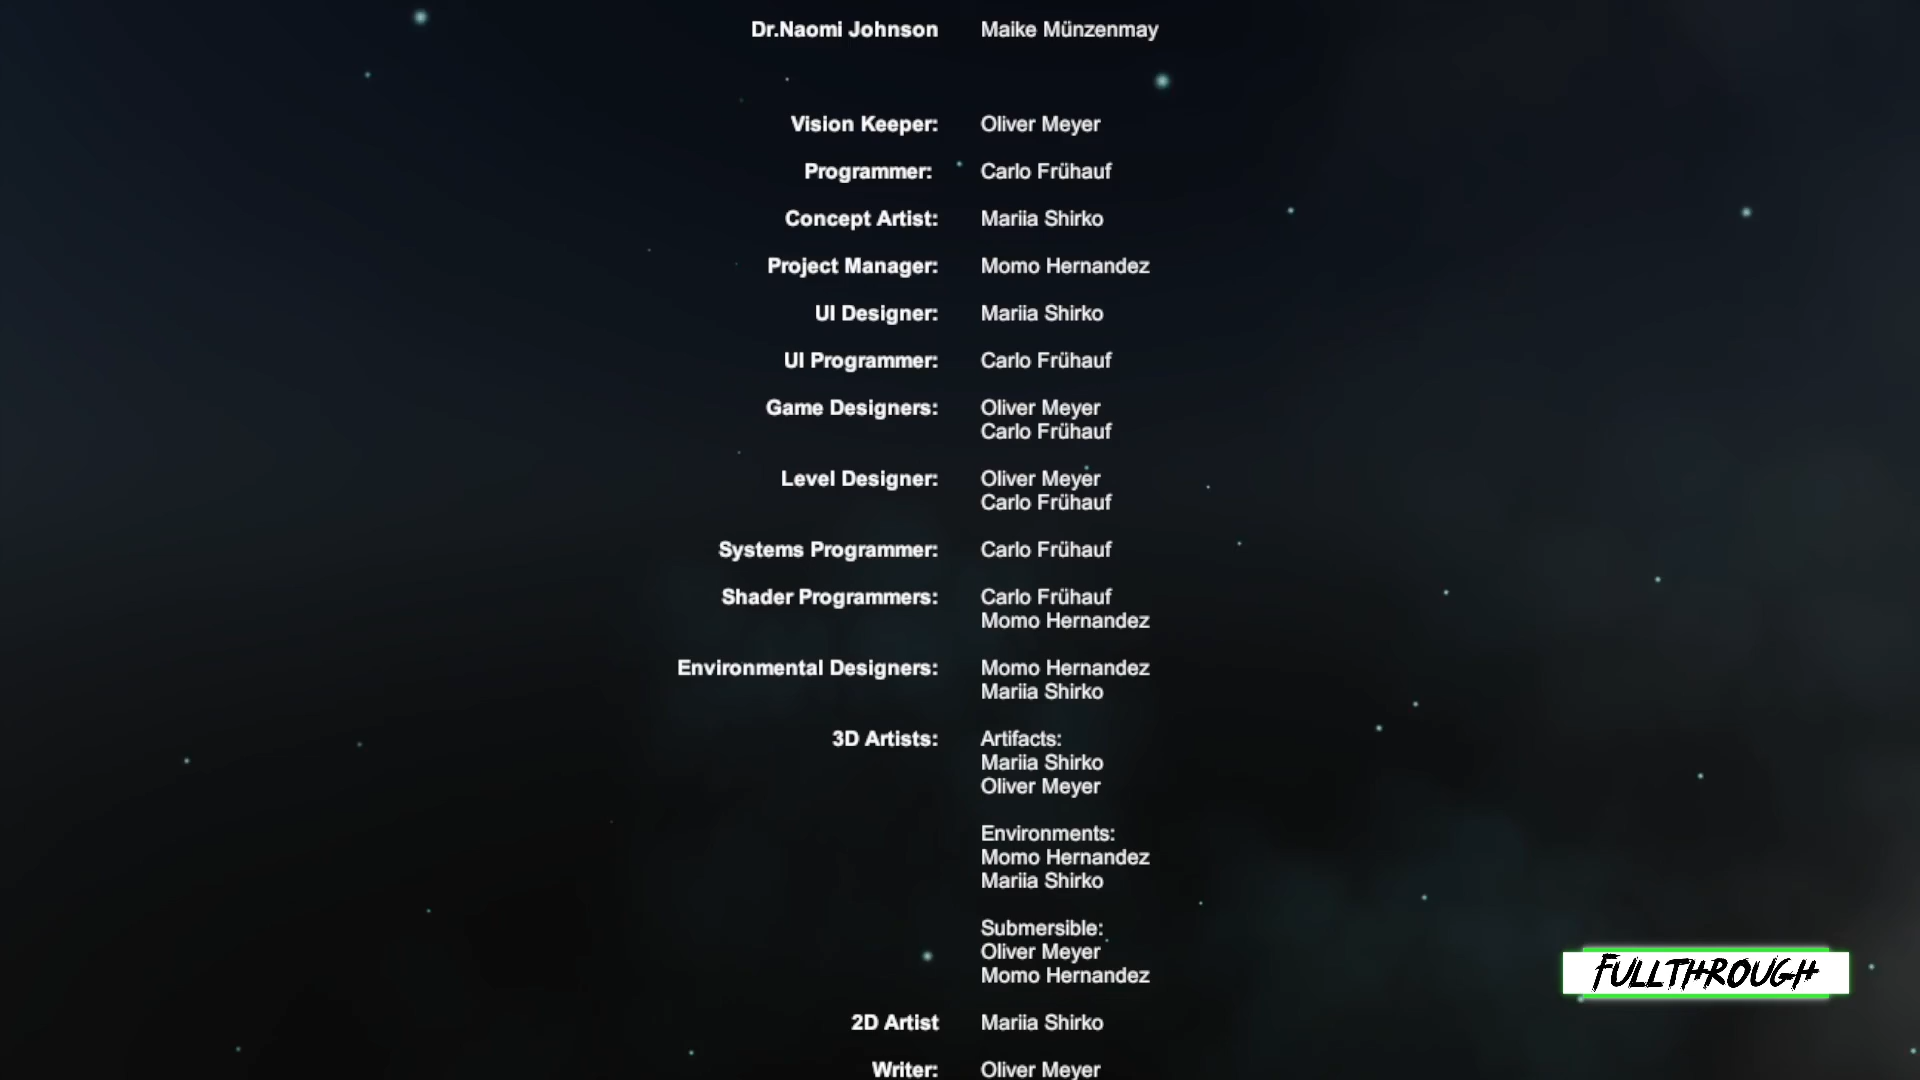 Dr.Naomi Johnson Maike Münzenmay
Vision Keeper: Oliver Meyer
Programmer: Carlo Frühauf
Concept Artist: Mariia Shirko
Project Manager: Momo Hernandez
UI Designer: Mariia Shirko
UI Programmer: Carlo Frühauf
Game Designers: Oliver Meyer
Carlo Frühauf
Level Designer: Oliver Meyer
Carlo Frühauf
Systems Programmer: Carlo Frühauf
Shader Programmers: Carlo Frühauf
Momo Hernandez
Environmental Designers: Momo Hernandez
Mariia Shirko
3D Artists: Artifacts:
Mariia Shirko
Oliver Meyer
Environments:
Momo Hernandez
Mariia Shirko
Submersible:
Oliver Meyer
Momo Hernandez
2D Artist Mariia Shirko
Writer: Oliver Meyer
FULLTHROUGH